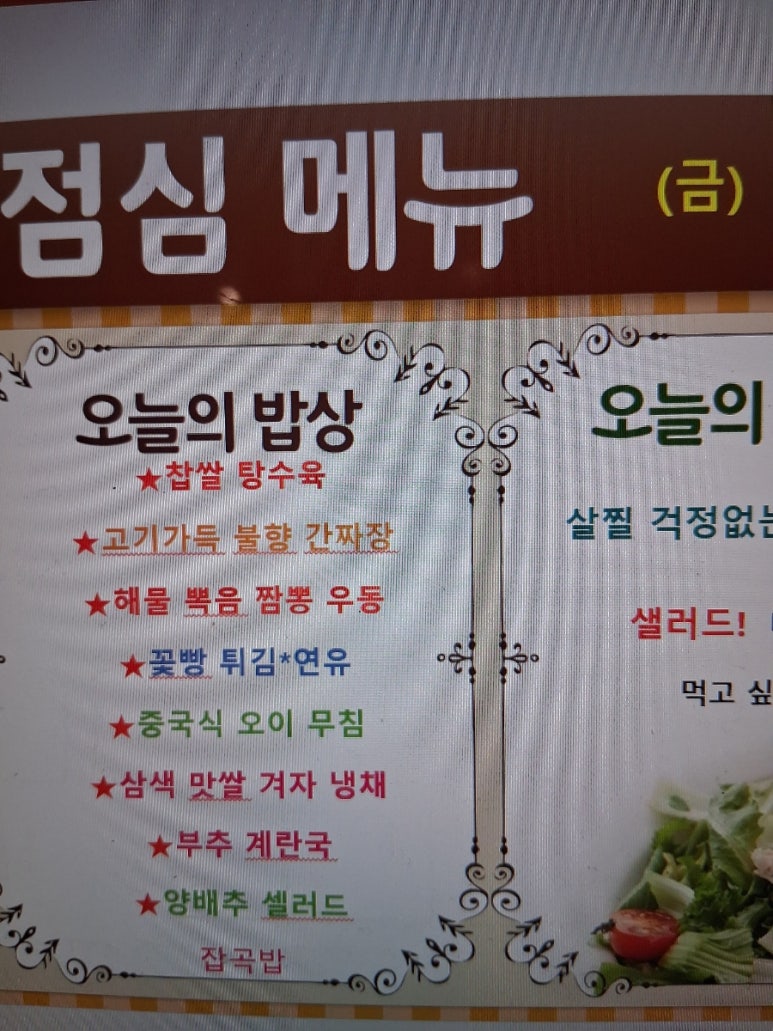 점심 메뉴 (금)
오늘의 밥상
★찹쌀 탕수육
★고기가득 불향 간짜장
★해물 뽂음 짬뽕 우동
★꽃빵 튀김*연유
★중국식 오이 무침
★삼색 맛쌀 겨자 냉채
★부추 계란국
★양배추 셀러드
잡곡밥
오늘의
살찔 걱정없는
샐러드!
먹고 싶